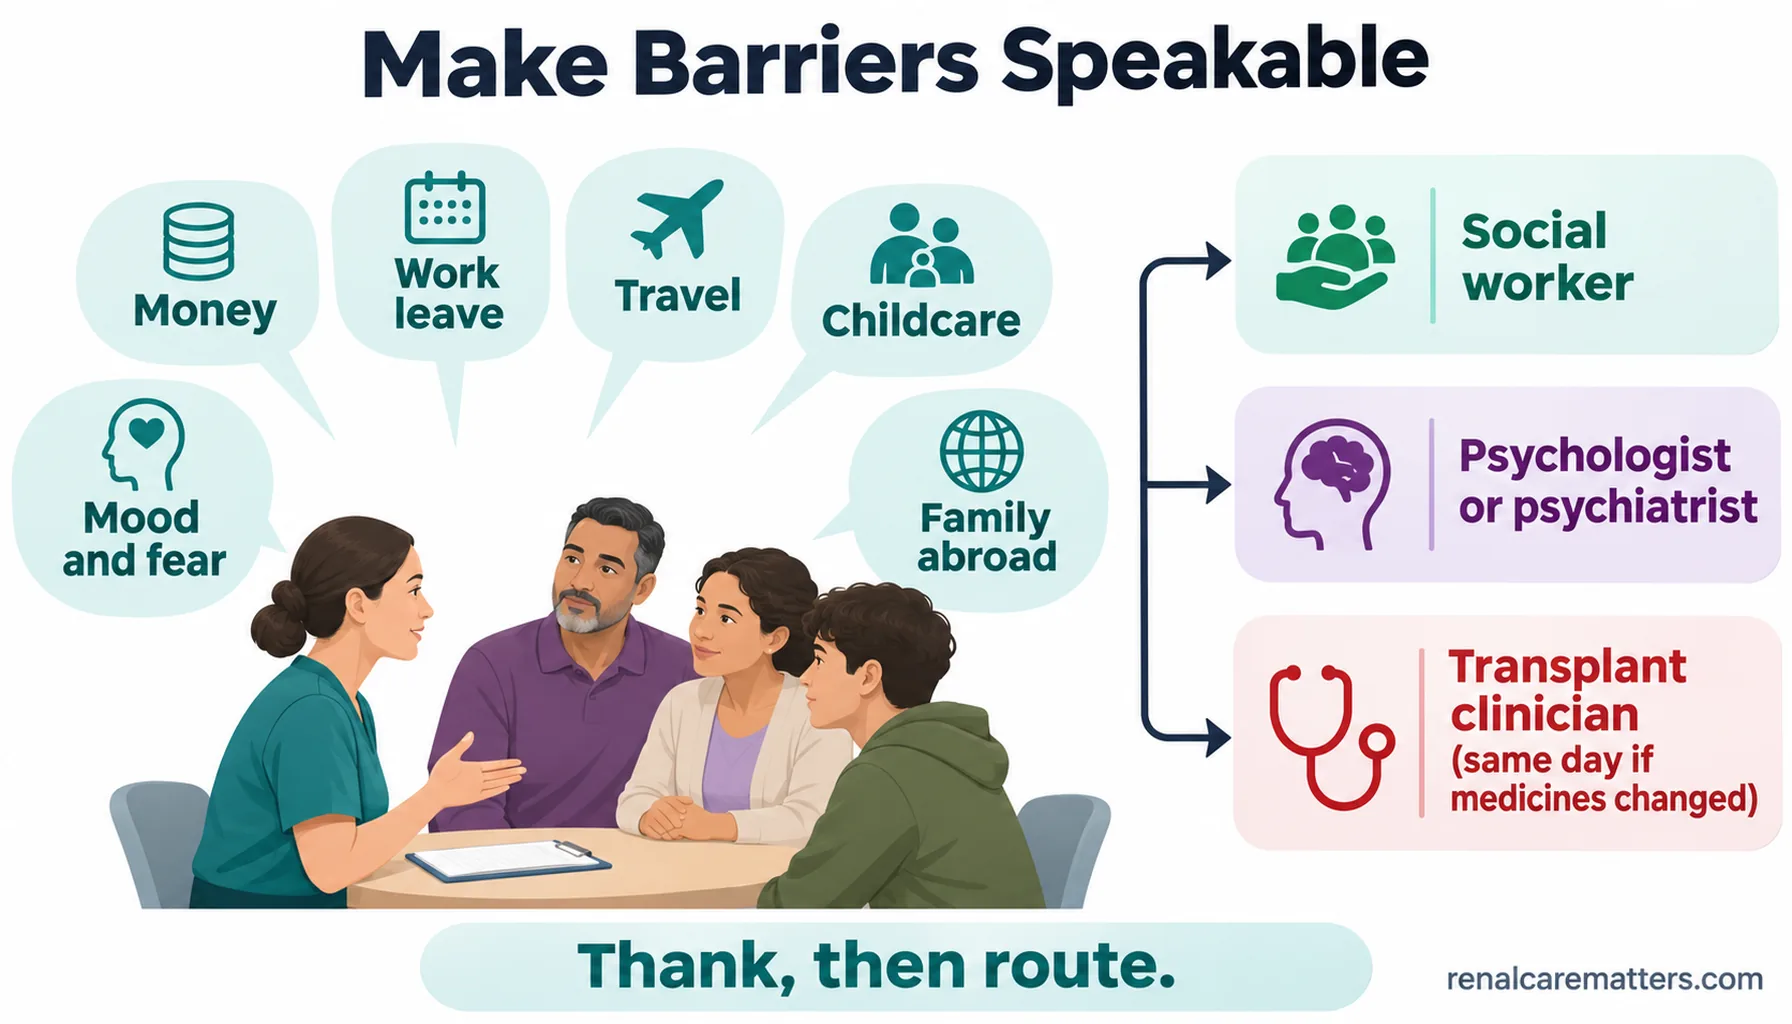 Make Barriers Speakable
Money
Work
leave
Travel
Childcare
Mood
and fear
Family
abroad
Social
worker
Psychologist
or psychiatrist
Transplant
clinician
(same day if
medicines changed)
Thank, then route.
renalcarematters.com